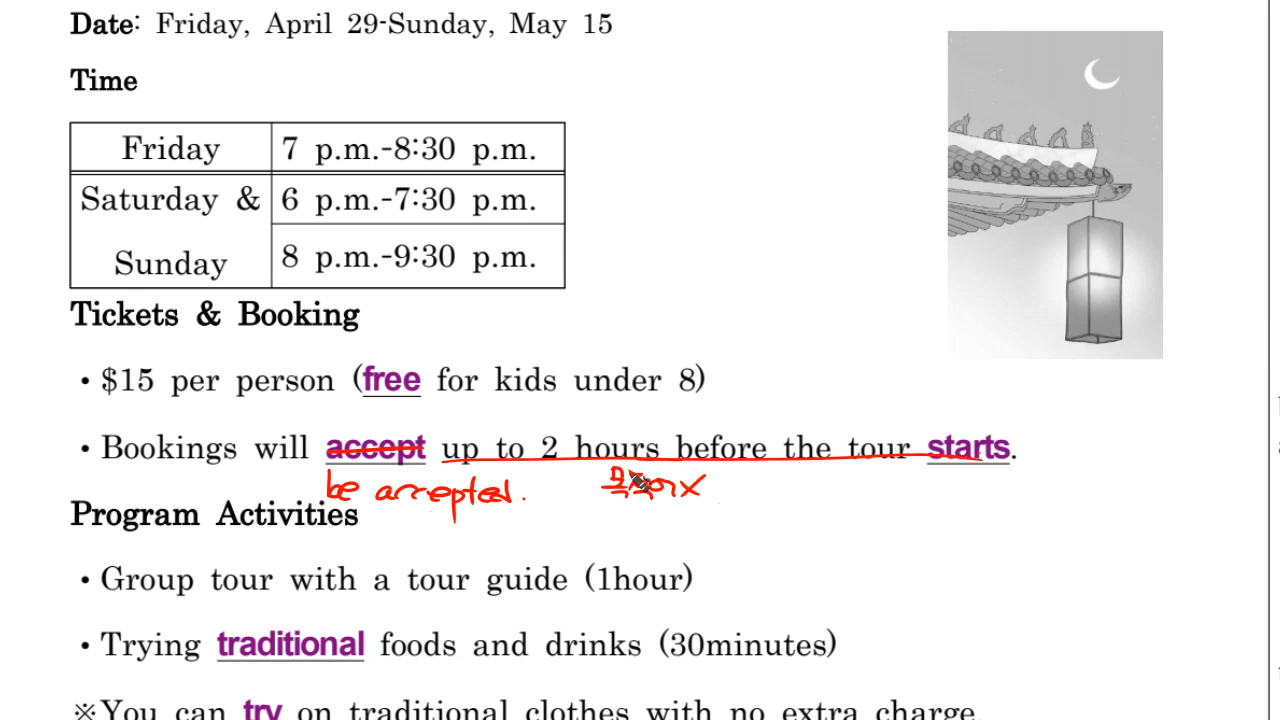 Date: Friday, April 29-Sunday, May 15
Time
Friday 7 p.m.-8:30 p.m.
Saturday & 6 p.m.-7:30 p.m.
Sunday 8 p.m.-9:30 p.m.
Tickets & Booking
• $15 per person (free for kids under 8)
• Bookings will accept up to 2 hours before the tour starts.
be accepted.
Program Activities
• Group tour with a tour guide (1hour)
• Trying traditional foods and drinks (30minutes)
※You can try on traditional clothes with no extra charge.